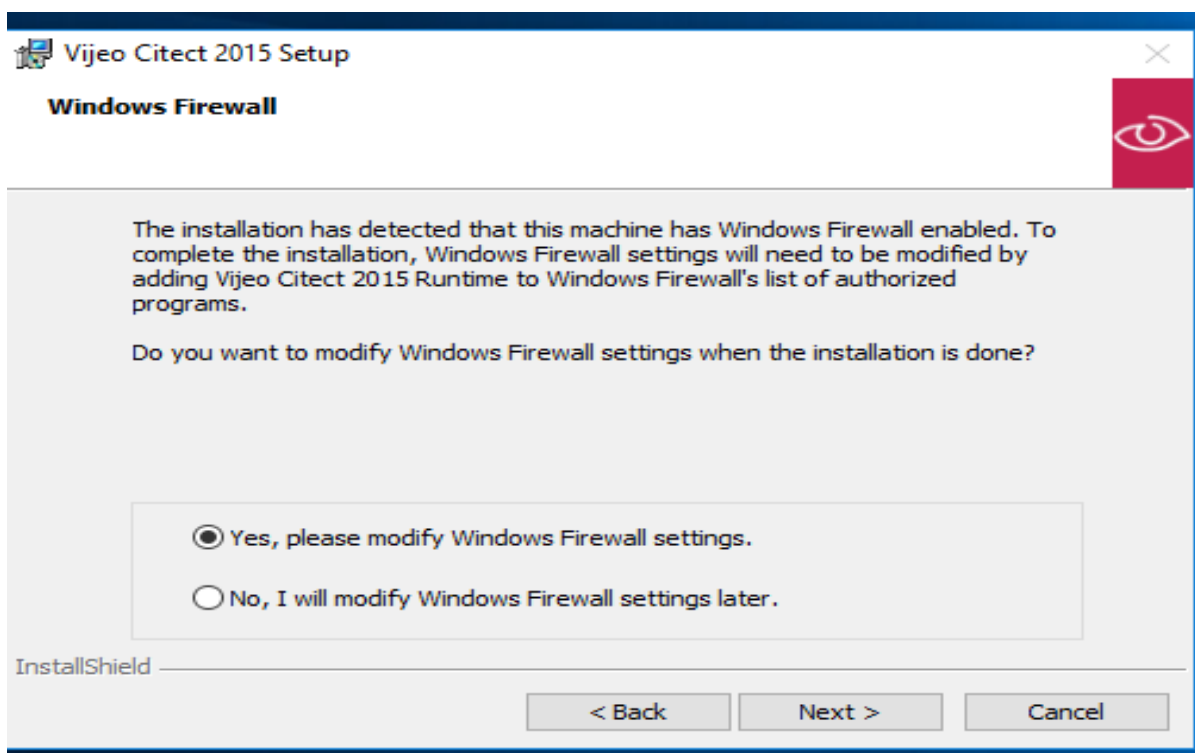 Vijeo Citect 2015 Setup
Windows Firewall
The installation has detected that this machine has Windows Firewall enabled. To
complete the installation, Windows Firewall settings will need to be modified by
adding Vijeo Citect 2015 Runtime to Windows Firewall's list of authorized
programs.
Do you want to modify Windows Firewall settings when the installation is done?
Yes, please modify Windows Firewall settings.
No, I will modify Windows Firewall settings later.
InstallShield
< Back
Next >
Cancel